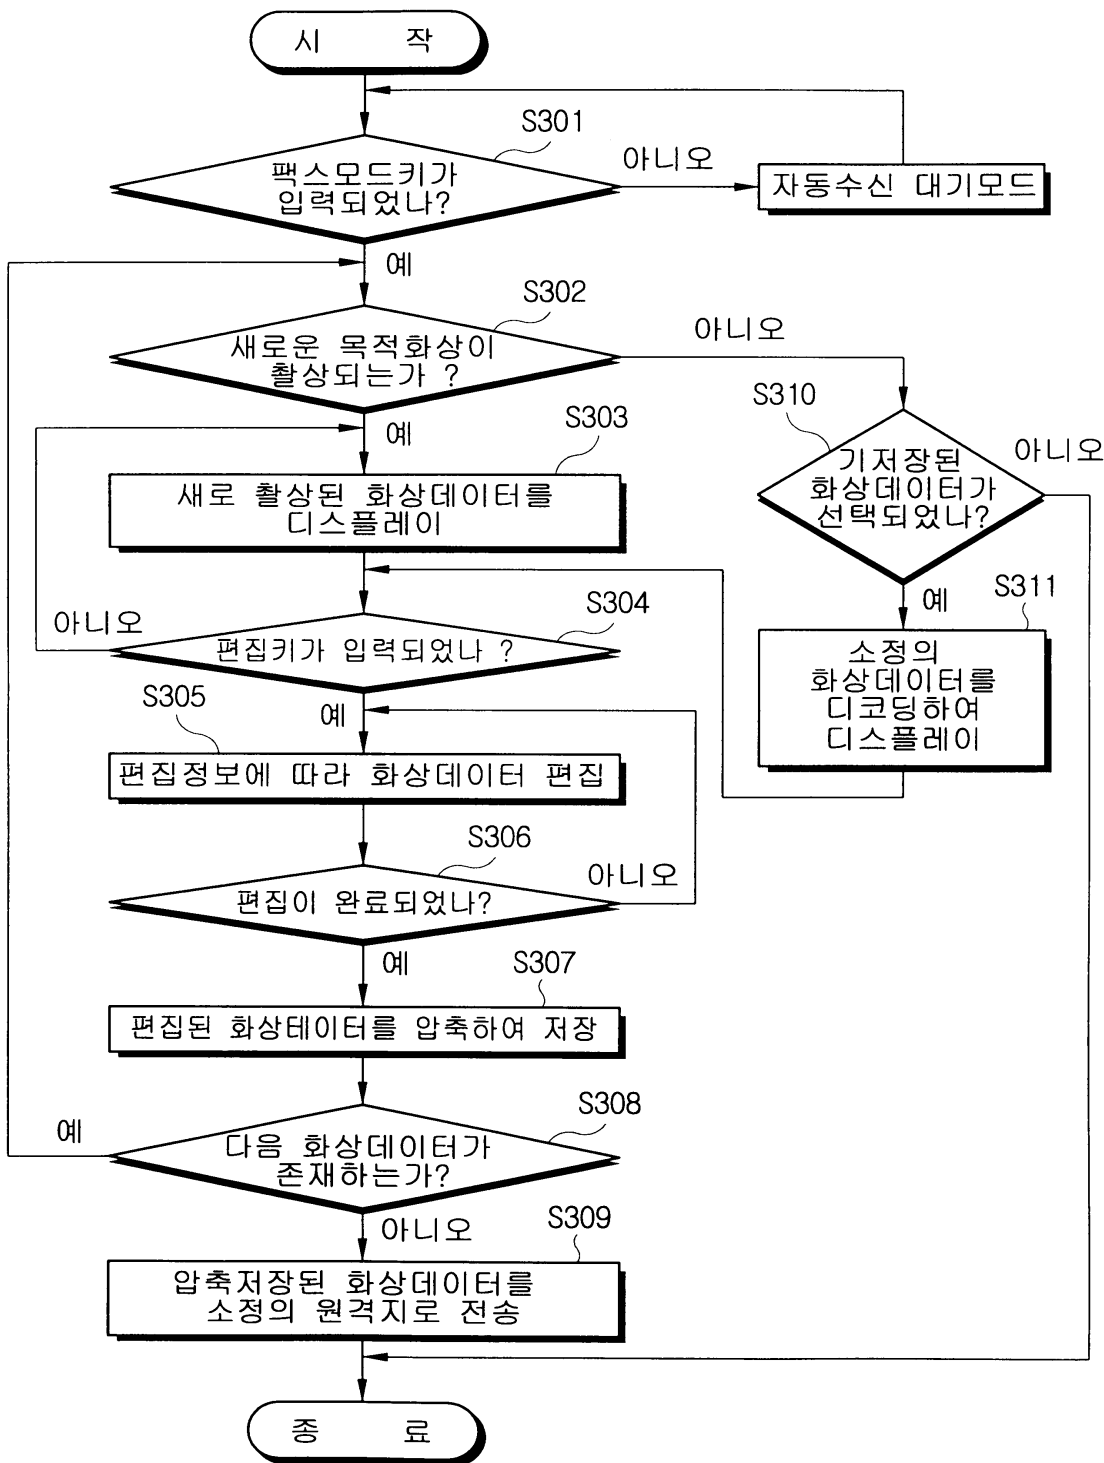 시 작
S301
팩스모드키가
입력되었나?
아니오
자동수신 대기모드
예
S302
새로운 목적화상이
촬상되는가 ?
아니오
예
S303
새로 촬상된 화상데이터를
디스플레이
S310
기저장된
화상데이터가
선택되었나?
아니오
예
S311
소정의
화상데이터를
디코딩하여
디스플레이
S304
편집키가 입력되었나 ?
아니오
예
S305
편집정보에 따라 화상데이터 편집
S306
편집이 완료되었나?
아니오
예
S307
편집된 화상테이터를 압축하여 저장
S308
다음 화상데이터가
존재하는가?
예
아니오
S309
압축저장된 화상데이터를
소정의 원격지로 전송
종 료